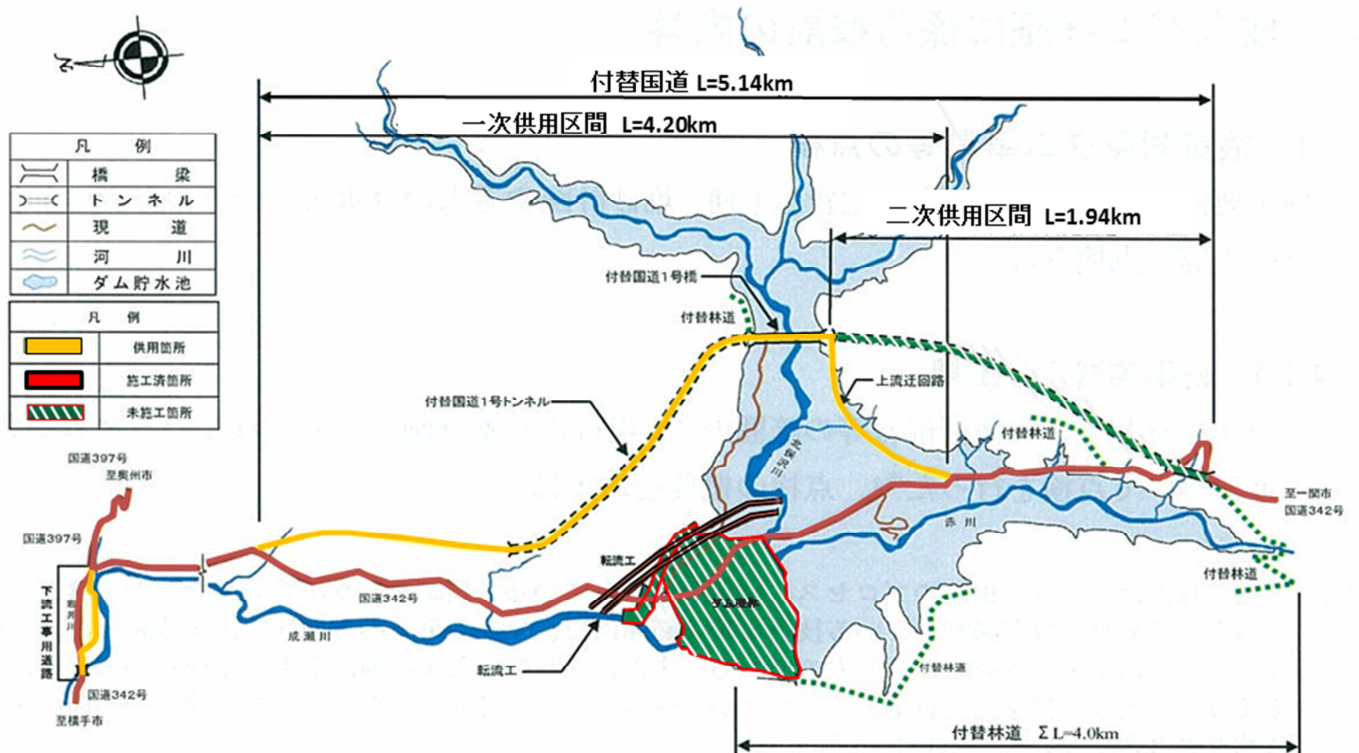 付替国道 L=5.14km
一次供用区間 L=4.20km
二次供用区間 L=1.94km
凡 例
橋 梁
トンネル
現 道
河 川
ダム貯水池
凡 例
供用箇所
施工済箇所
未施工箇所
付替国道1号橋
付替林道
上流迂回路
付替国道1号トンネル
付替林道
北俣沢川
赤川
至一関市
国道342号
国道397号
至奥州市
国道397号
下流工事用道路
国道342号
至横手市
国道342号
成瀬川
転流工
転流工
付替林道
付替林道
付替林道 ΣL=4.0km